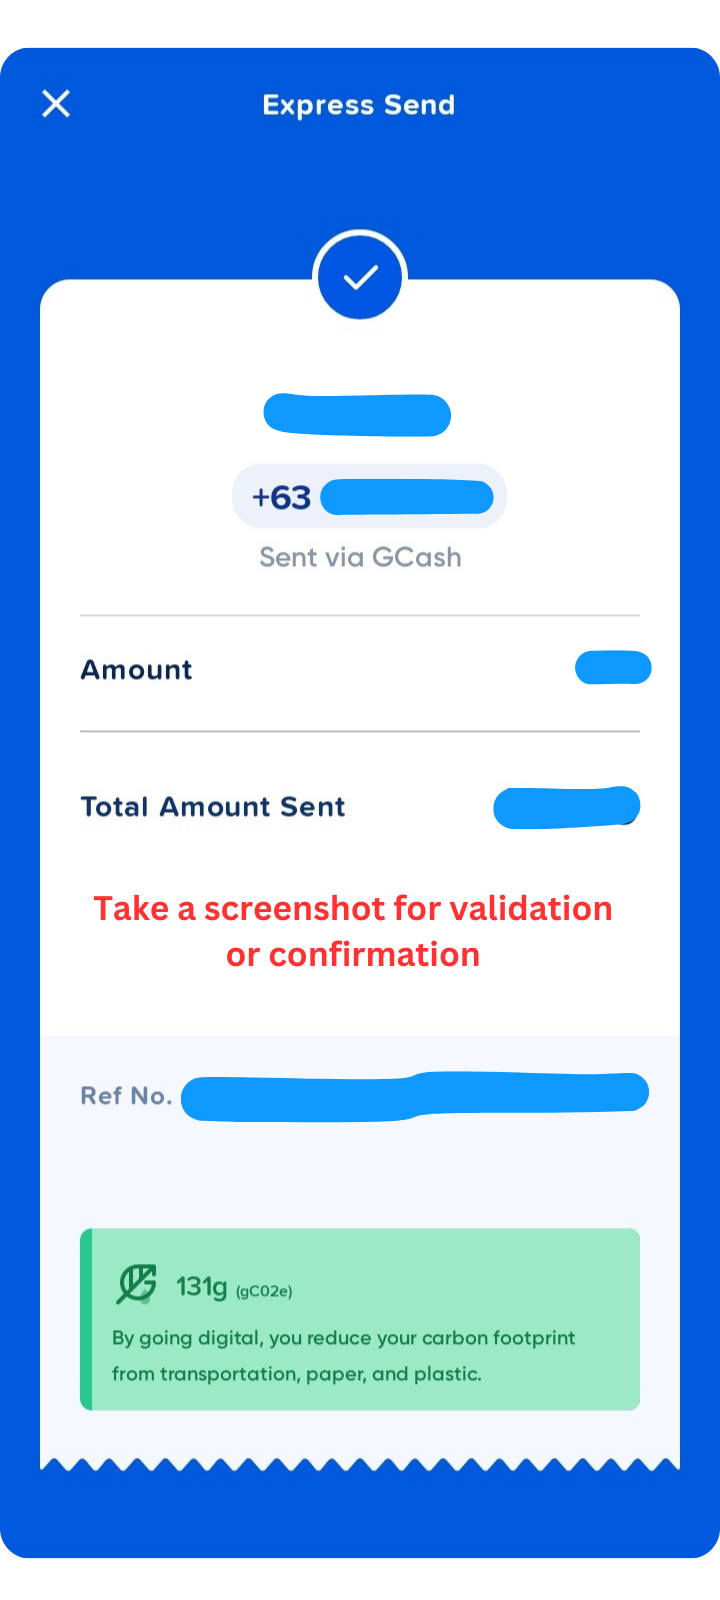 Express Send
+63
Sent via GCash
Amount
Total Amount Sent
Take a screenshot for validation
or confirmation
Ref No.
131g (gC02e)
By going digital, you reduce your carbon footprint
from transportation, paper, and plastic.